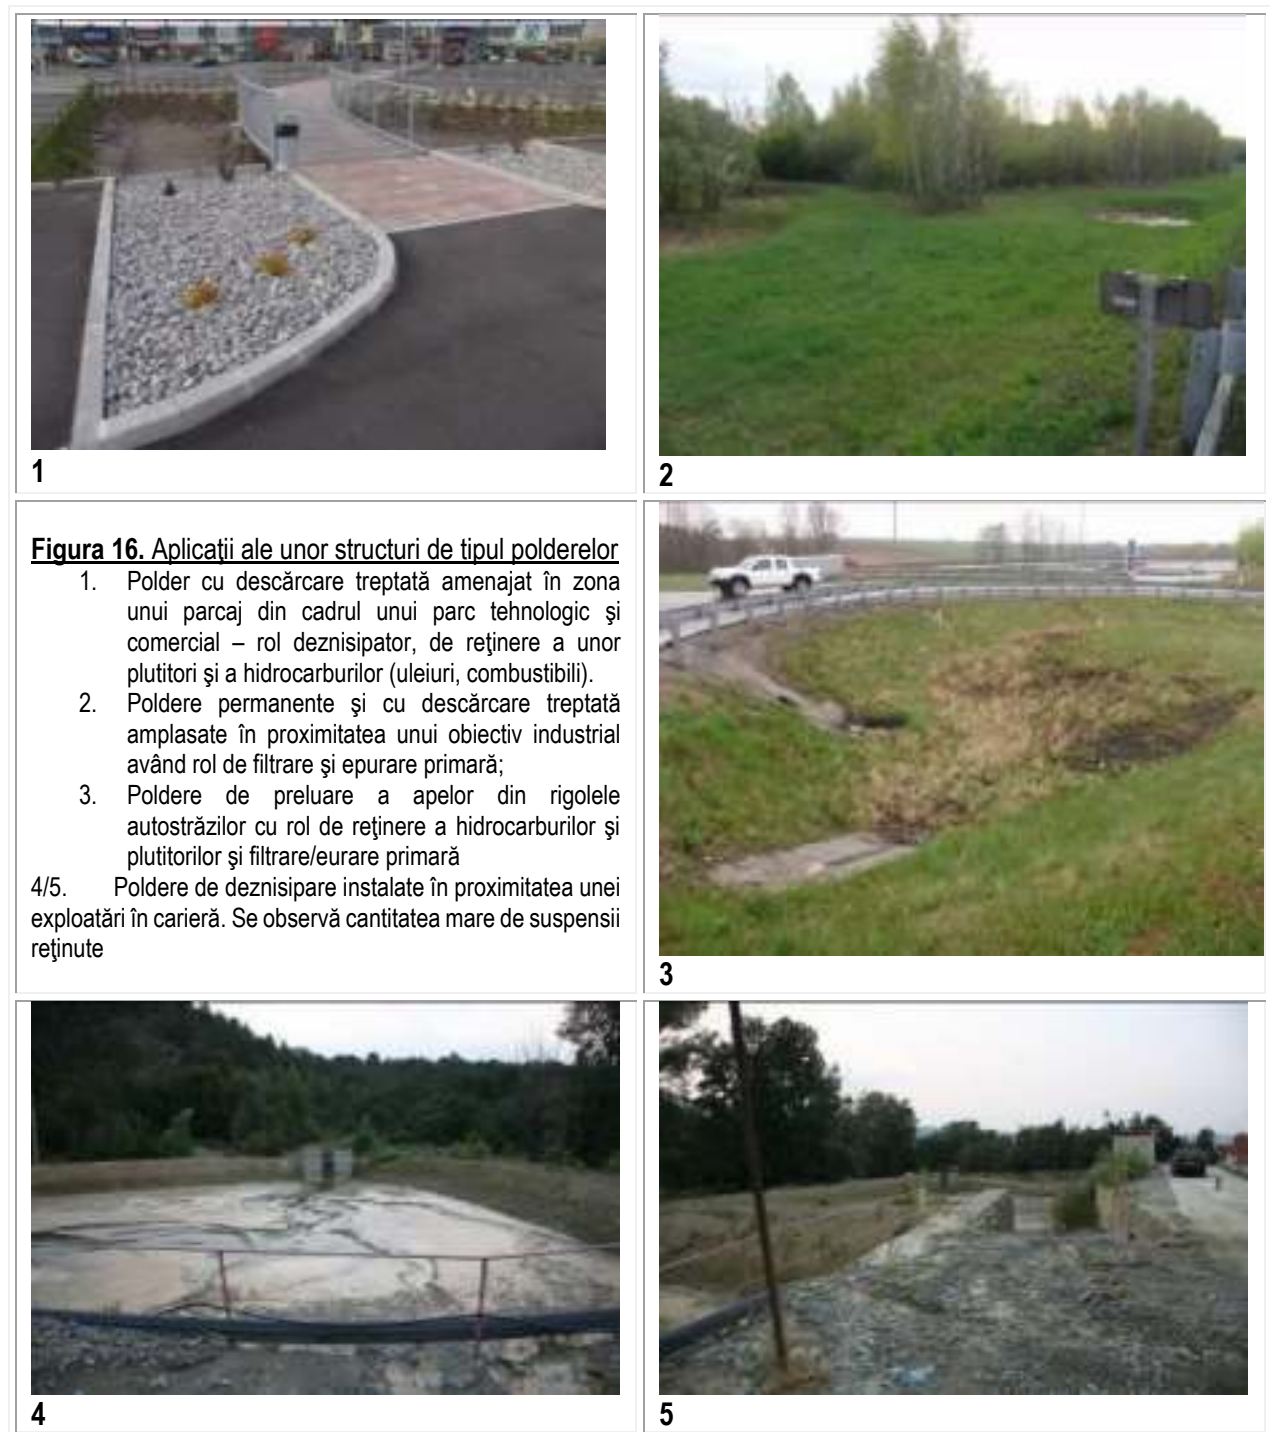 1
2
Figura 16. Aplicaţii ale unor structuri de tipul polderelor
1. Polder cu descărcare treptată amenajat în zona
unui parcaj din cadrul unui parc tehnologic şi
comercial – rol deznisipator, de reţinere a unor
plutitori şi a hidrocarburilor (uleiuri, combustibili).
2. Poldere permanente şi cu descărcare treptată
amplasate în proximitatea unui obiectiv industrial
având rol de filtrare şi epurare primară;
3. Poldere de preluare a apelor din rigolele
autostrăzilor cu rol de reţinere a hidrocarburilor şi
plutitorilor şi filtrare/eurare primară
4/5. Poldere de deznisipare instalate în proximitatea unei
exploatări în carieră. Se observă cantitatea mare de suspensii
reţinute
3
4
5